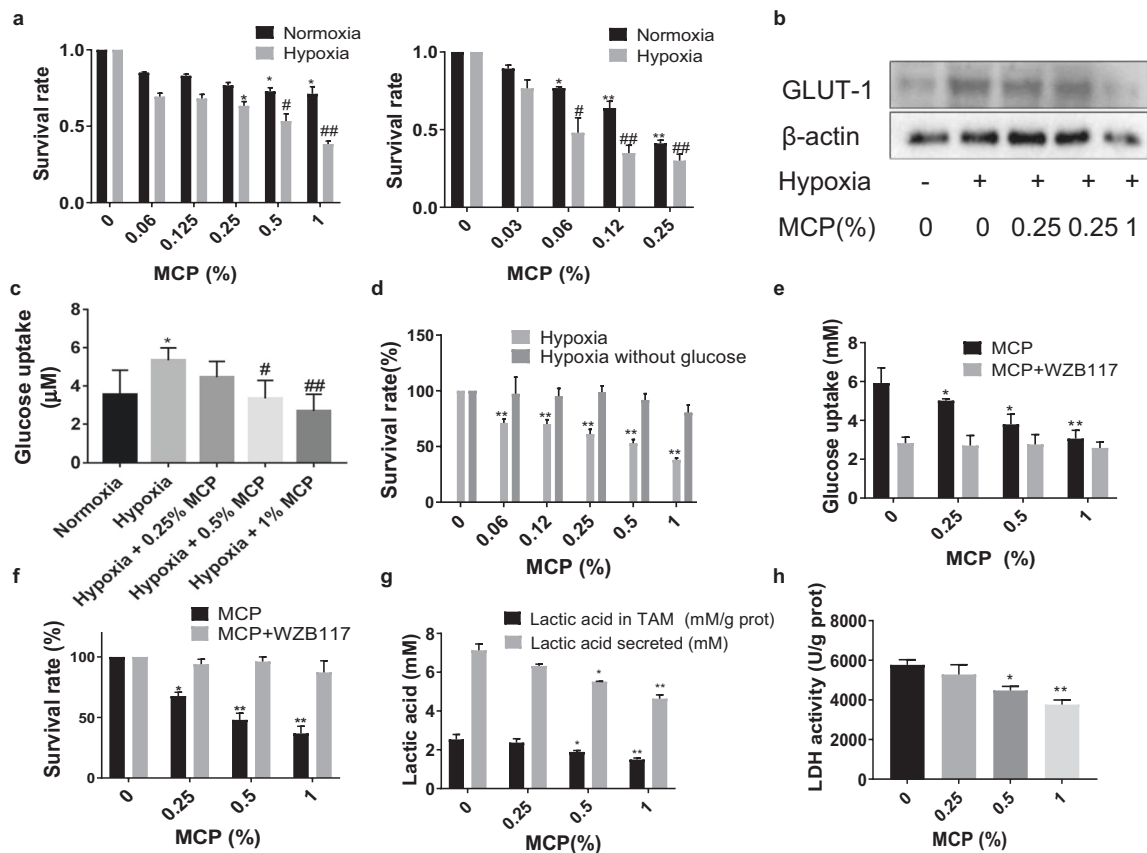 a
Normoxia
Hypoxia
Survival rate
1.0
0.5
0.0
* * * # ##
0 0.06 0.125 0.25 0.5 1
MCP (%)
Normoxia
Hypoxia
Survival rate
1.0
0.5
0.0
* # ** ## ** ##
0 0.03 0.06 0.12 0.25
MCP (%)
b
GLUT-1
β-actin
Hypoxia - + + + +
MCP(%) 0 0 0.25 0.25 1
c
Glucose uptake
(μM)
8
6
4
2
0
* # ##
Normoxia
Hypoxia
Hypoxia + 0.25% MCP
Hypoxia + 0.5% MCP
Hypoxia + 1% MCP
d
Hypoxia
Hypoxia without glucose
Survival rate(%)
150
100
50
0
** ** ** ** **
0 0.06 0.12 0.25 0.5 1
MCP (%)
e
MCP
MCP+WZB117
Glucose uptake (mM)
8
6
4
2
0
* * **
0 0.25 0.5 1
MCP (%)
f
MCP
MCP+WZB117
Survival rate (%)
100
50
0
* ** **
0 0.25 0.5 1
MCP (%)
g
Lactic acid in TAM (mM/g prot)
Lactic acid secreted (mM)
Lactic acid (mM)
8
6
4
2
0
* * ** **
0 0.25 0.5 1
MCP(%)
h
LDH activity (U/g prot)
8000
6000
4000
2000
0
* **
0 0.25 0.5 1
MCP (%)